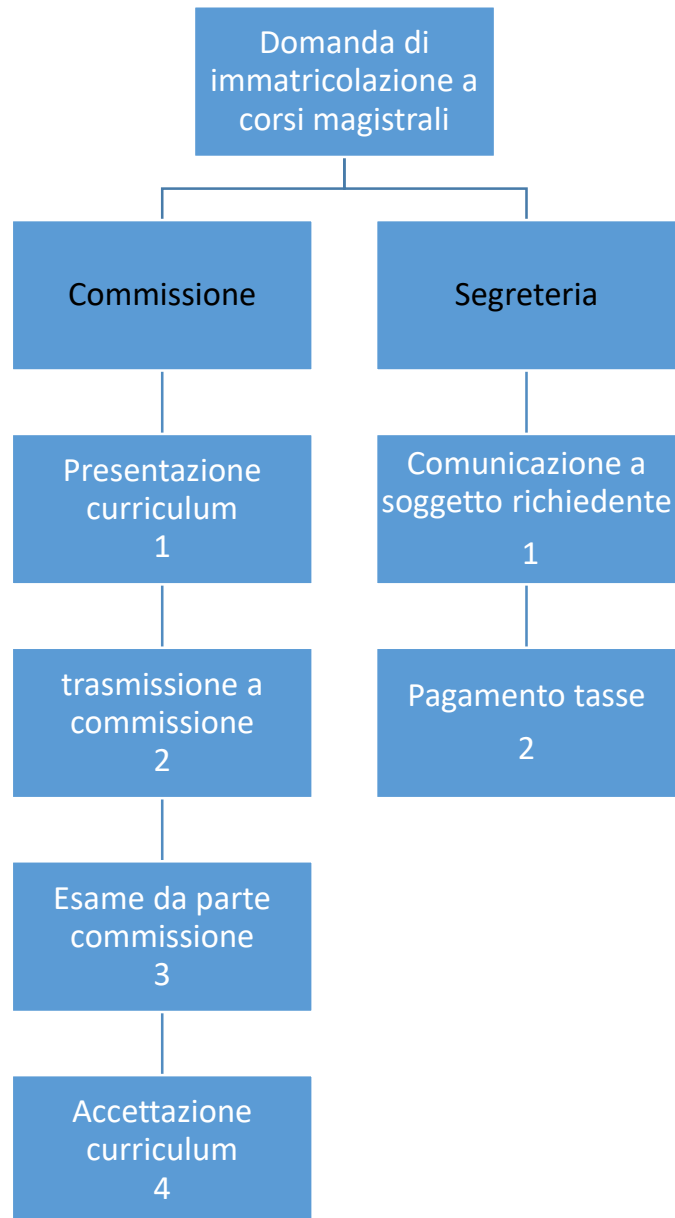 Domanda di
immatricolazione a
corsi magistrali
Commissione
Segreteria
Presentazione
curriculum
1
Comunicazione a
soggetto richiedente
1
trasmissione a
commissione
2
Pagamento tasse
2
Esame da parte
commissione
3
Accettazione
curriculum
4